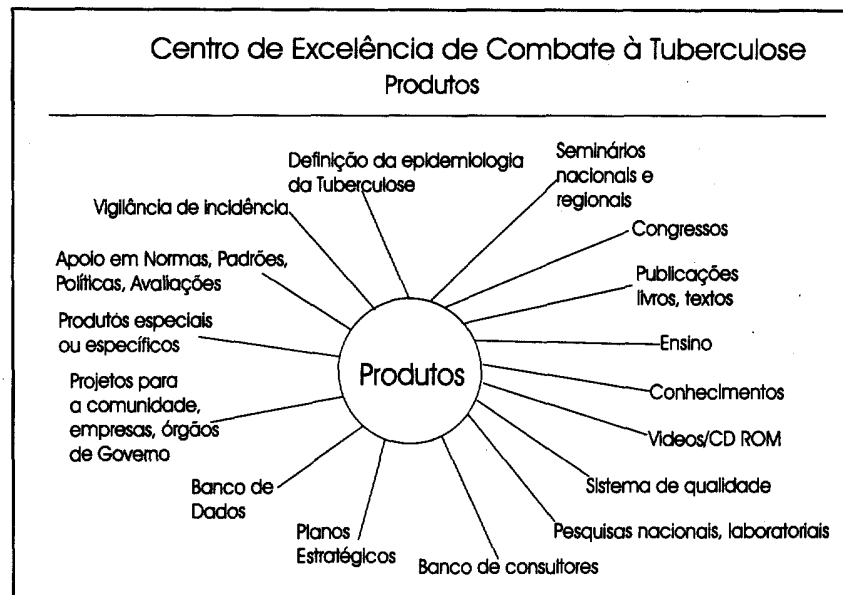 Centro de Excelência de Combate à Tuberculose
Produtos
Definição da epidemiologia
da Tuberculose
Seminários
nacionais e
regionais
Vigilância de incidência
Congressos
Apoio em Normas, Padrões,
Políticas, Avaliações
Publicações
livros, textos
Produtos especiais
ou específicos
Ensino
Produtos
Projetos para
a comunidade,
empresas, órgãos
de Governo
Conhecimentos
Videos/CD ROM
Banco de
Dados
Sistema de qualidade
Planos
Estratégicos
Pesquisas nacionais, laboratoriais
Banco de consultores